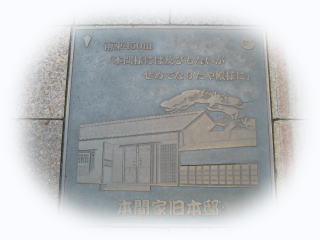 「本間様には及びもないが
せめてなりたや殿様に」
本間家旧本邸